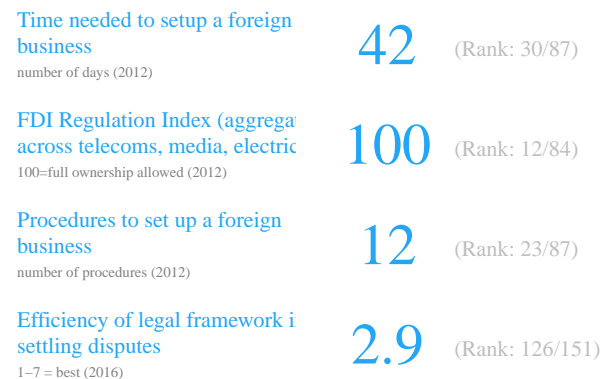 Time needed to setup a foreign
business
number of days (2012)
42
(Rank: 30/87)
FDI Regulation Index
across telecoms, media,
100=full ownership allowed (2012)
100
(Rank: 12/84)
Procedures to set up a foreign
business
number of procedures (2012)
12
(Rank: 23/87)
Efficiency of legal framework
settling disputes
1–7 = best (2016)
2.9
(Rank: 126/151)